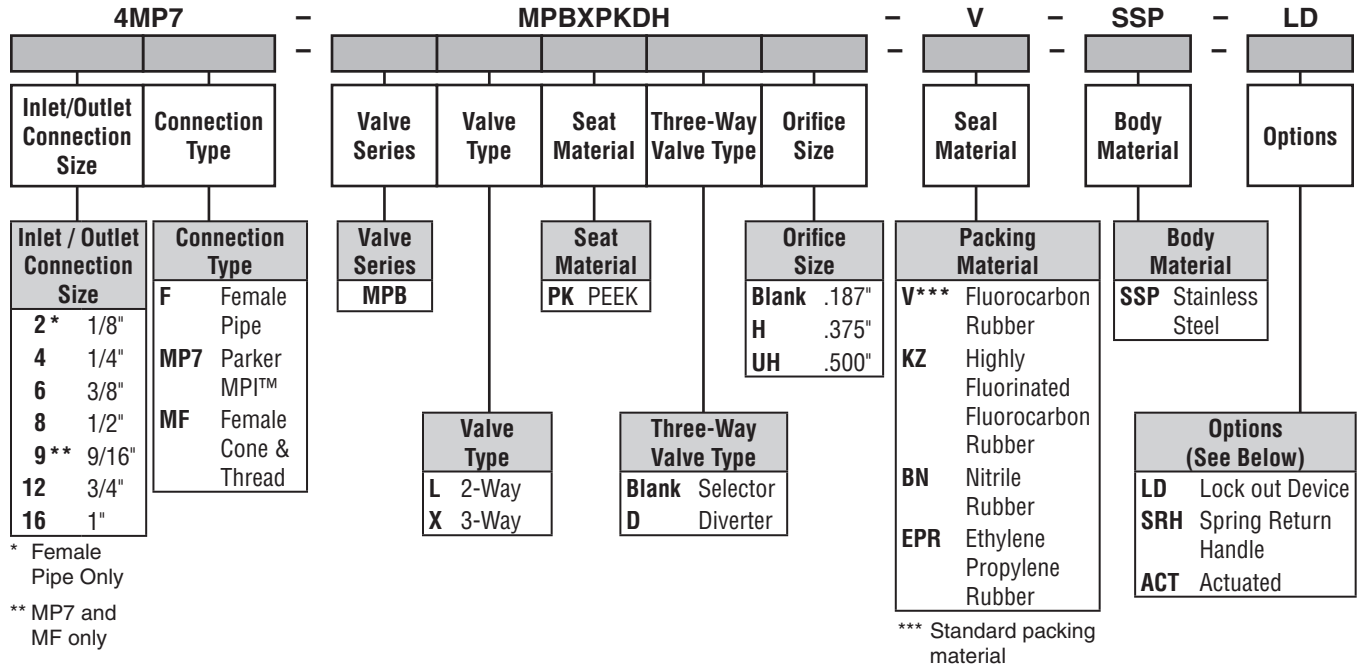 4MP7 – MPBXPKDH – V – SSP – LD
– – – –
Inlet/Outlet
Connection
Size
Connection
Type
Valve
Series
Valve
Type
Seat
Material
Three-Way
Valve Type
Orifice
Size
Seal
Material
Body
Material
Options
Inlet / Outlet
Connection
Size
2 * 1/8"
4 1/4"
6 3/8"
8 1/2"
9 ** 9/16"
12 3/4"
16 1"
* Female
Pipe Only
** MP7 and
MF only
Connection
Type
F Female
Pipe
MP7 Parker
MPI™
MF Female
Cone &
Thread
Valve
Series
MPB
Valve
Type
L 2-Way
X 3-Way
Seat
Material
PK PEEK
Three-Way
Valve Type
Blank Selector
D Diverter
Orifice
Size
Blank .187"
H .375"
UH .500"
Packing
Material
V*** Fluorocarbon
Rubber
KZ Highly
Fluorinated
Fluorocarbon
Rubber
BN Nitrile
Rubber
EPR Ethylene
Propylene
Rubber
*** Standard packing
material
Body
Material
SSP Stainless
Steel
Options
(See Below)
LD Lock out Device
SRH Spring Return
Handle
ACT Actuated